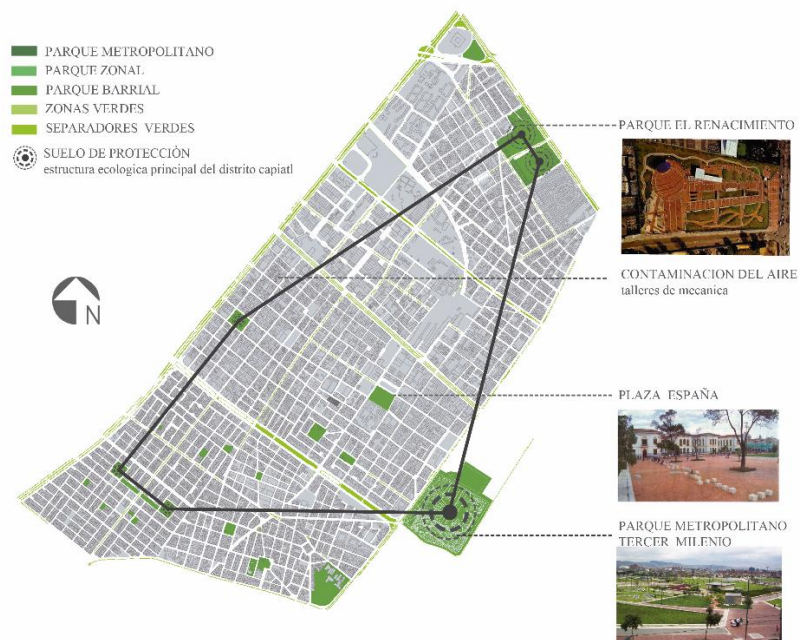 PARQUE METROPOLITANO
PARQUE ZONAL
PARQUE BARRIAL
ZONAS VERDES
SEPARADORES VERDES
SUELO DE PROTECCIÓN
estructura ecologica principal del distrito capiatl
N
PARQUE EL RENACIMIENTO
CONTAMINACION DEL AIRE
talleres de mecanica
PLAZA ESPAÑA
PARQUE METROPOLITANO
TERCER MILENIO